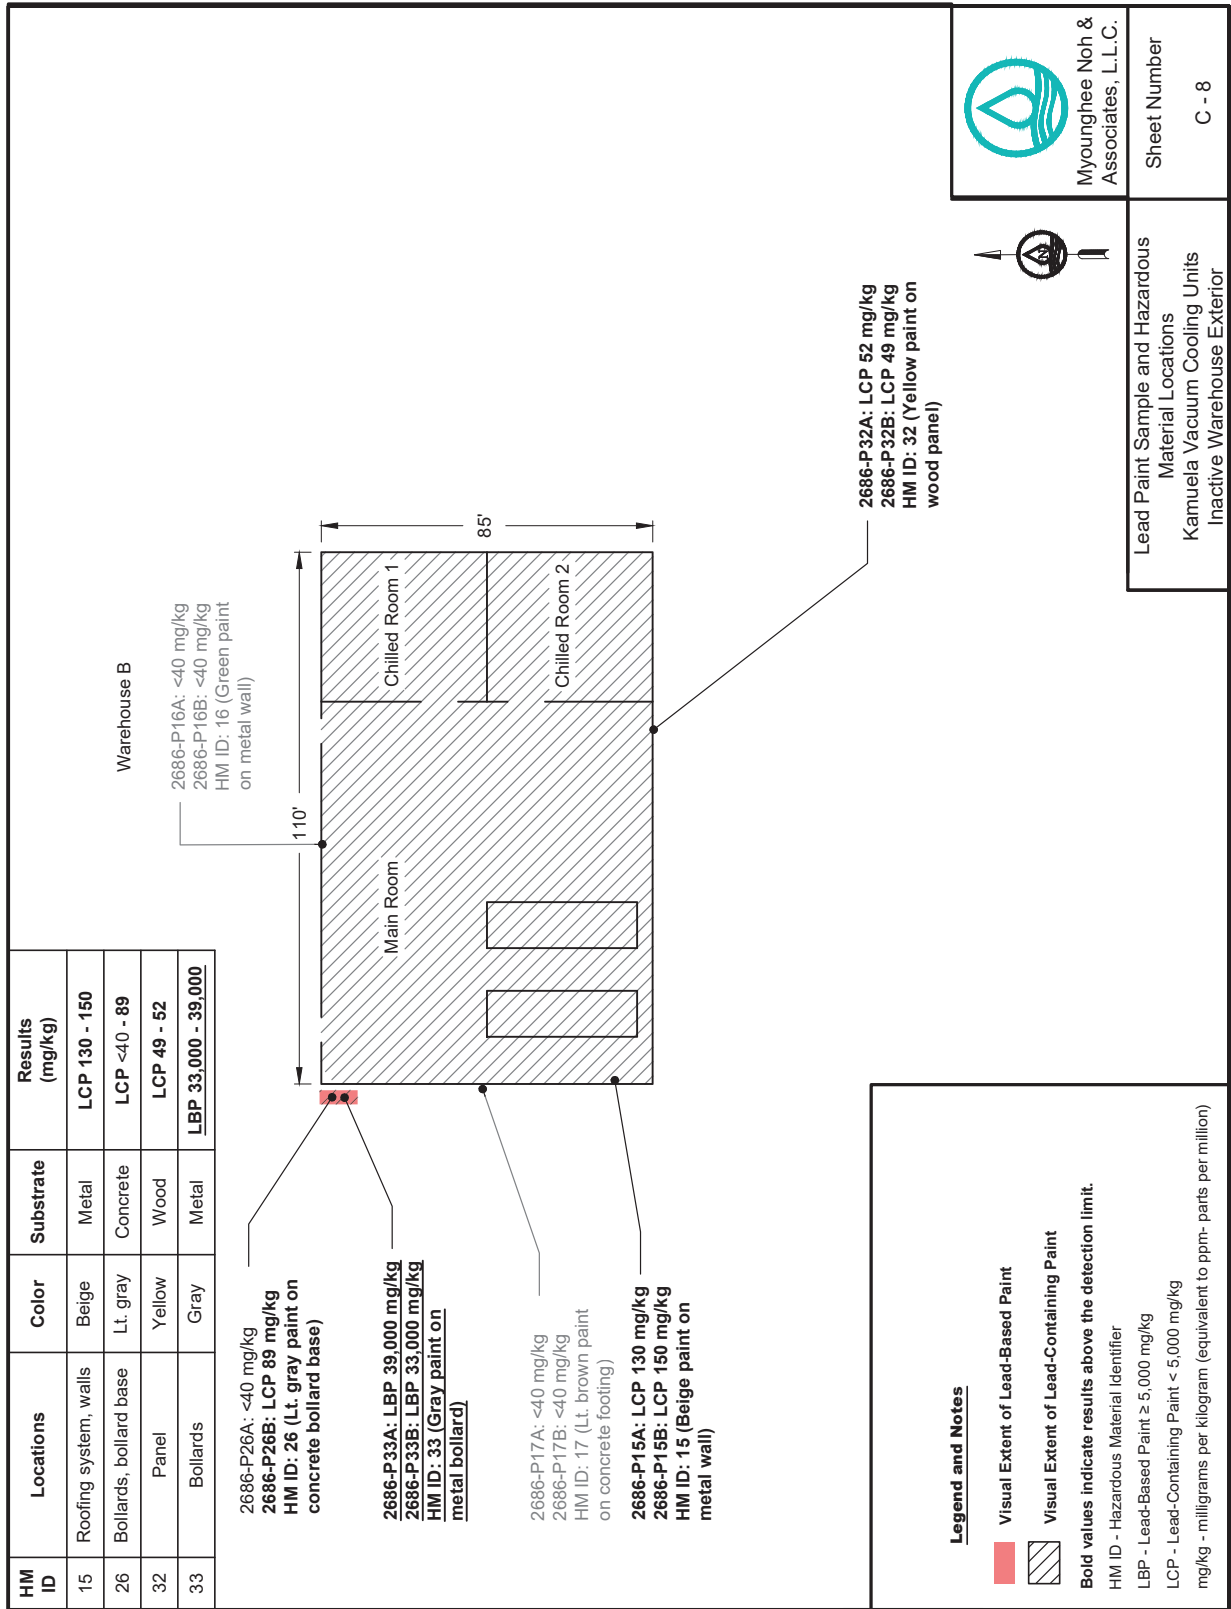 HM ID Locations Color Substrate Results (mg/kg)
15 Roofing system, walls Beige Metal LCP 130 - 150
26 Bollards, bollard base Lt. gray Concrete LCP <40 - 89
32 Panel Yellow Wood LCP 49 - 52
33 Bollards Gray Metal LBP 33,000 - 39,000
Warehouse B
2686-P16A: <40 mg/kg
2686-P16B: <40 mg/kg
HM ID: 16 (Green paint
on metal wall)
2686-P26A: <40 mg/kg
2686-P26B: LCP 89 mg/kg
HM ID: 26 (Lt. gray paint on
concrete bollard base)
2686-P33A: LBP 39,000 mg/kg
2686-P33B: LBP 33,000 mg/kg
HM ID: 33 (Gray paint on
metal bollard)
2686-P17A: <40 mg/kg
2686-P17B: <40 mg/kg
HM ID: 17 (Lt. brown paint
on concrete footing)
2686-P15A: LCP 130 mg/kg
2686-P15B: LCP 150 mg/kg
HM ID: 15 (Beige paint on
metal wall)
110'
85'
Main Room
Chilled Room 1
Chilled Room 2
2686-P32A: LCP 52 mg/kg
2686-P32B: LCP 49 mg/kg
HM ID: 32 (Yellow paint on
wood panel)
Legend and Notes
Visual Extent of Lead-Based Paint
Visual Extent of Lead-Containing Paint
Bold values indicate results above the detection limit.
HM ID - Hazardous Material Identifier
LBP - Lead-Based Paint ≥ 5,000 mg/kg
LCP - Lead-Containing Paint < 5,000 mg/kg
mg/kg - milligrams per kilogram (equivalent to ppm- parts per million)
N
Myounghee Noh &
Associates, L.L.C.
Lead Paint Sample and Hazardous
Material Locations
Kamuela Vacuum Cooling Units
Inactive Warehouse Exterior
Sheet Number
C - 8